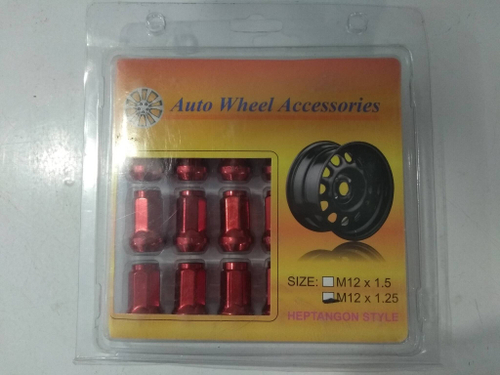 Auto Wheel Accessories
SIZE: M12 x 1.5
M12 x 1.25
HEPTANGON STYLE